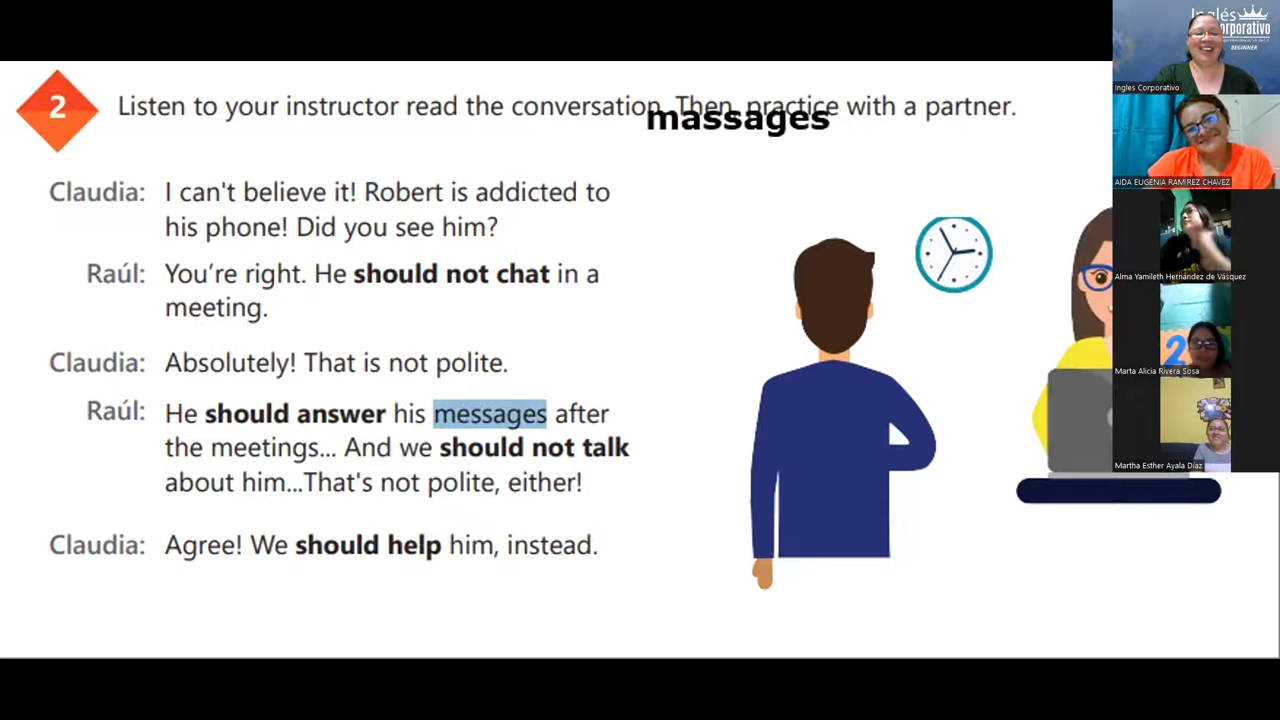 2
Listen to your instructor read the conversation. Then, practice with a partner.
massages
Claudia: I can't believe it! Robert is addicted to
his phone! Did you see him?
Raúl: You're right. He should not chat in a
meeting.
Claudia: Absolutely! That is not polite.
Raúl: He should answer his messages after
the meetings... And we should not talk
about him...That's not polite, either!
Claudia: Agree! We should help him, instead.
Inglés
BEGINNER
Ingles Corporativo
AIDA EUGENIA RAMIREZ CHAVEZ
Alma Yamileth Hernández de Vásquez
2
Marta Alicia Rivera Sosa
Martha Esther Ayala Díaz